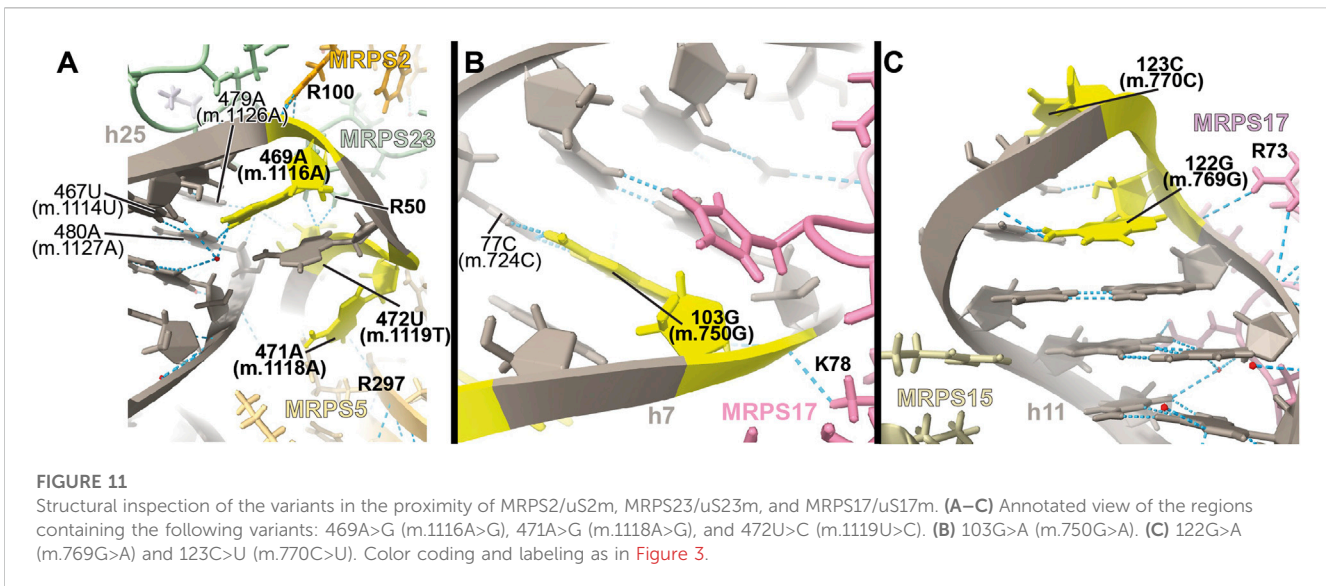 A
MRPS2
R100
479A
(m.1126A)
h25
MRPS23
469A
(m.1116A)
467U
(m.1114U)
R50
480A
(m.1127A)
472U
(m.1119T)
471A
(m.1118A)
R297
MRPS5
B
77C
(m.724C)
103G
(m.750G)
K78
h7
MRPS17
C
123C
(m.770C)
MRPS17
R73
122G
(m.769G)
MRPS15
h11
FIGURE 11
Structural inspection of the variants in the proximity of MRPS2/uS2m, MRPS23/uS23m, and MRPS17/uS17m. (A–C) Annotated view of the regions
containing the following variants: 469A>G (m.1116A>G), 471A>G (m.1118A>G), and 472U>C (m.1119U>C). (B) 103G>A (m.750G>A). (C) 122G>A
(m.769G>A) and 123C>U (m.770C>U). Color coding and labeling as in Figure 3.